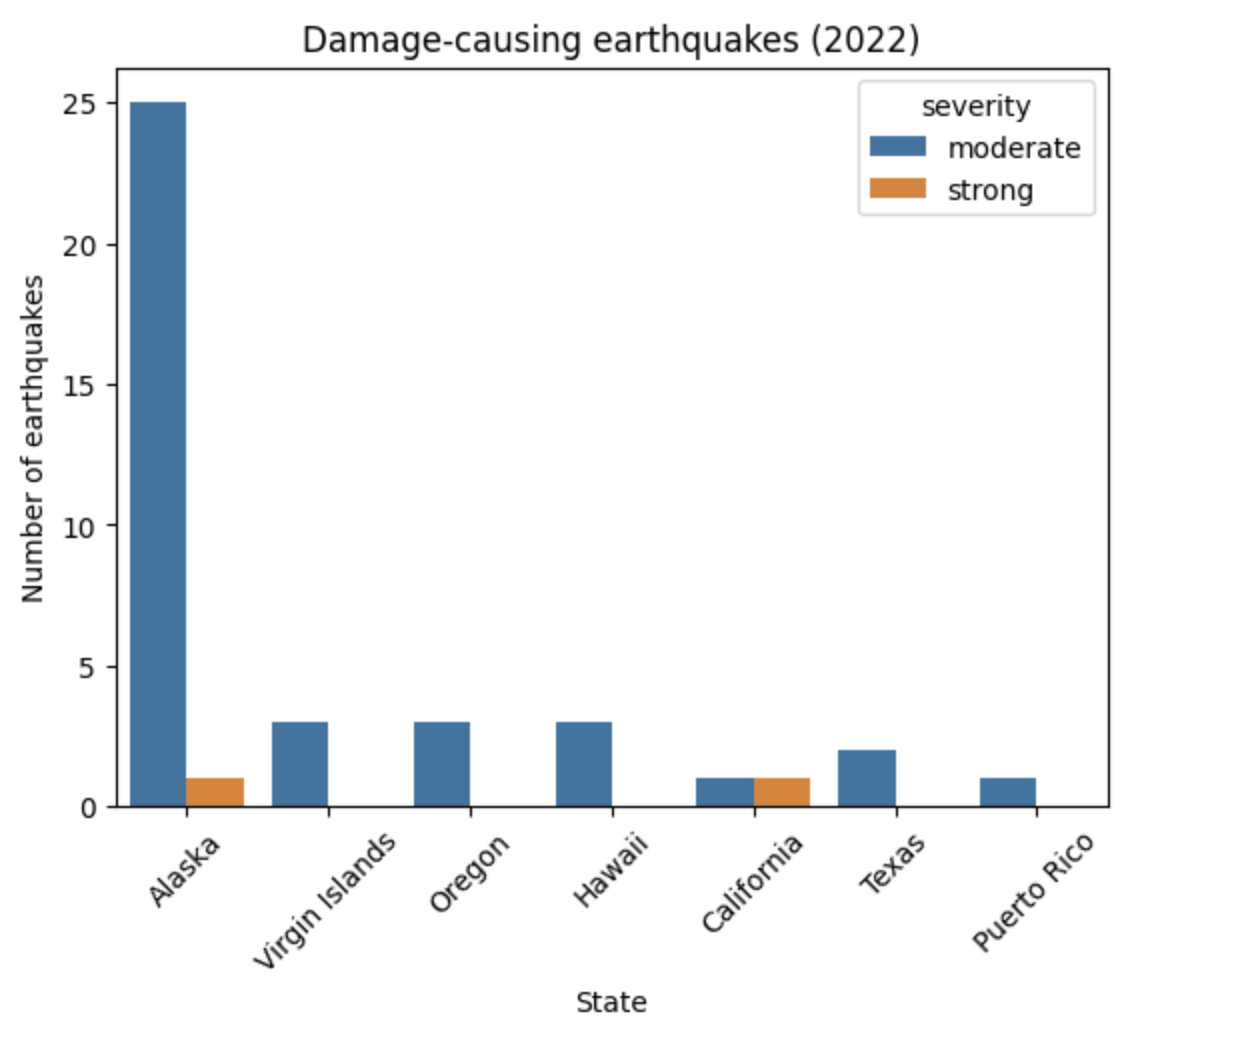 Damage-causing earthquakes (2022)
severity
moderate
strong
Number of earthquakes
25
20
15
10
5
0
Alaska
Virgin Islands
Oregon
Hawaii
California
Texas
Puerto Rico
State